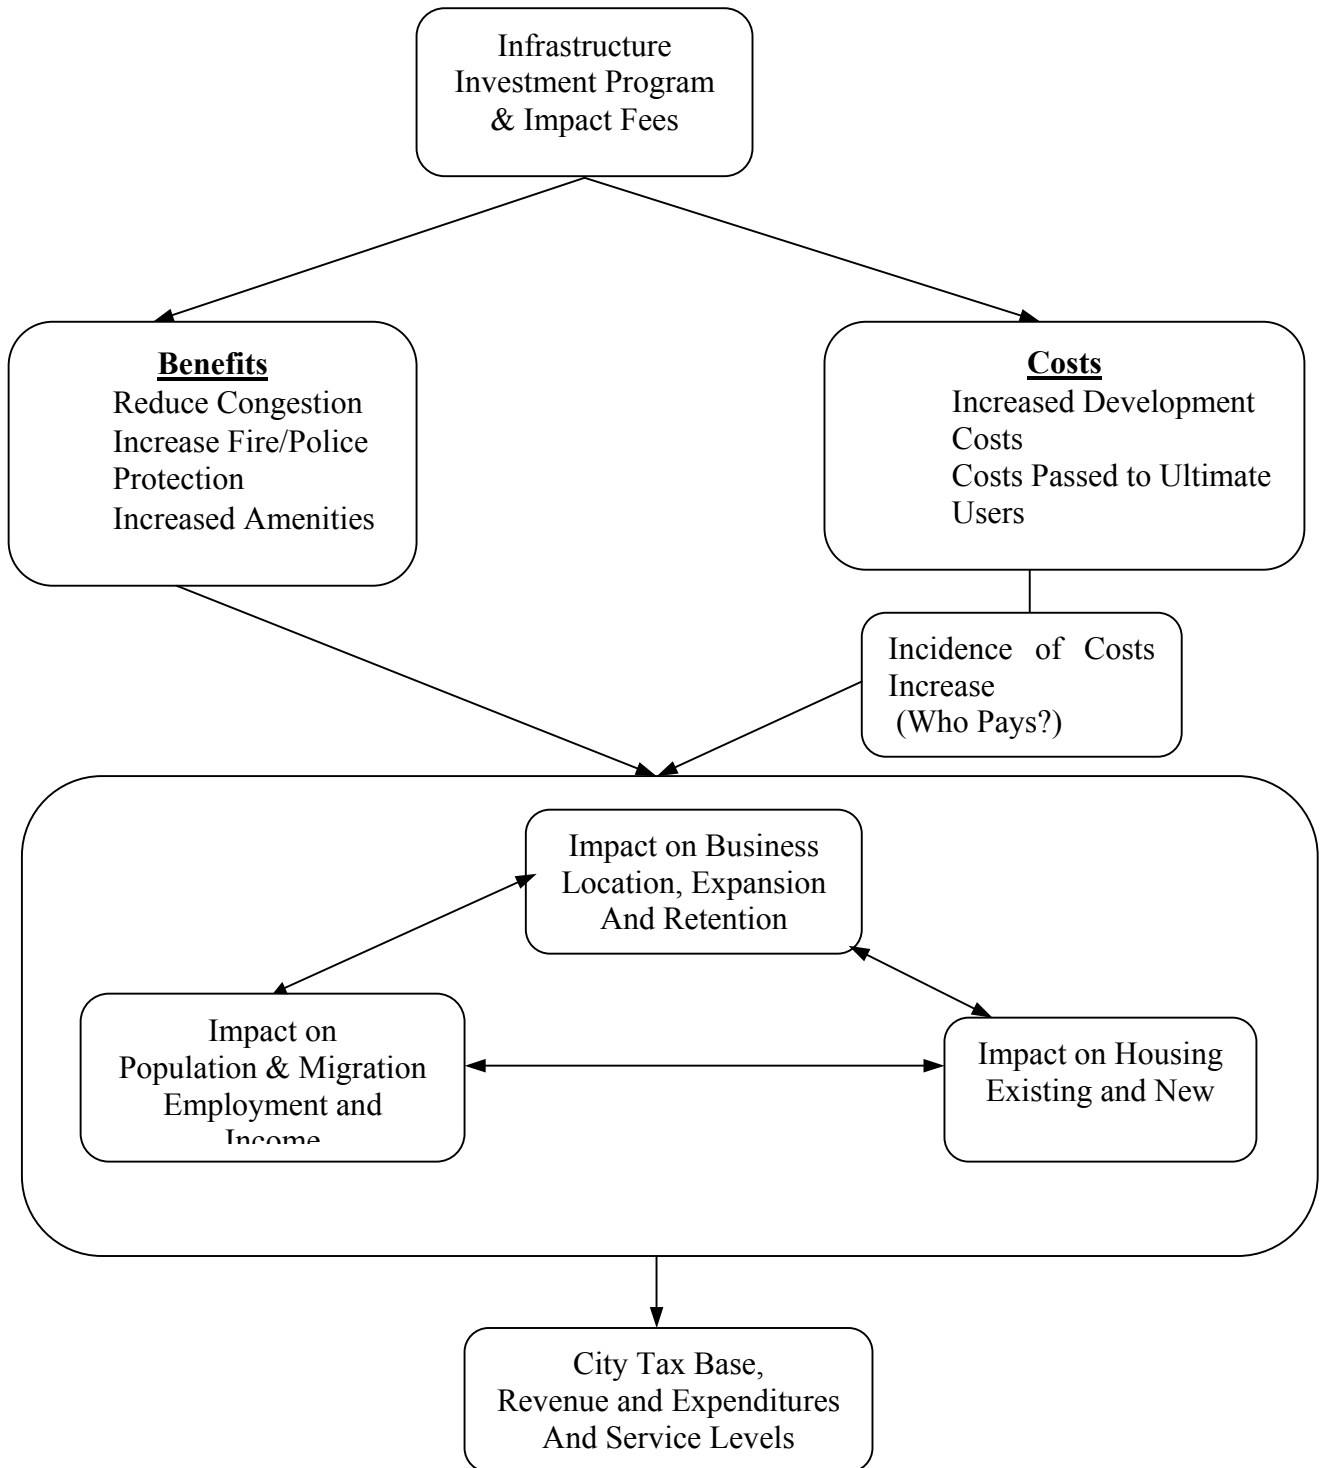 Infrastructure
Investment Program
& Impact Fees
Benefits
Reduce Congestion
Increase Fire/Police
Protection
Increased Amenities
Costs
Increased Development
Costs
Costs Passed to Ultimate
Users
Incidence of Costs
Increase
(Who Pays?)
Impact on Business
Location, Expansion
And Retention
Impact on
Population & Migration
Employment and
Income
Impact on Housing
Existing and New
City Tax Base,
Revenue and Expenditures
And Service Levels